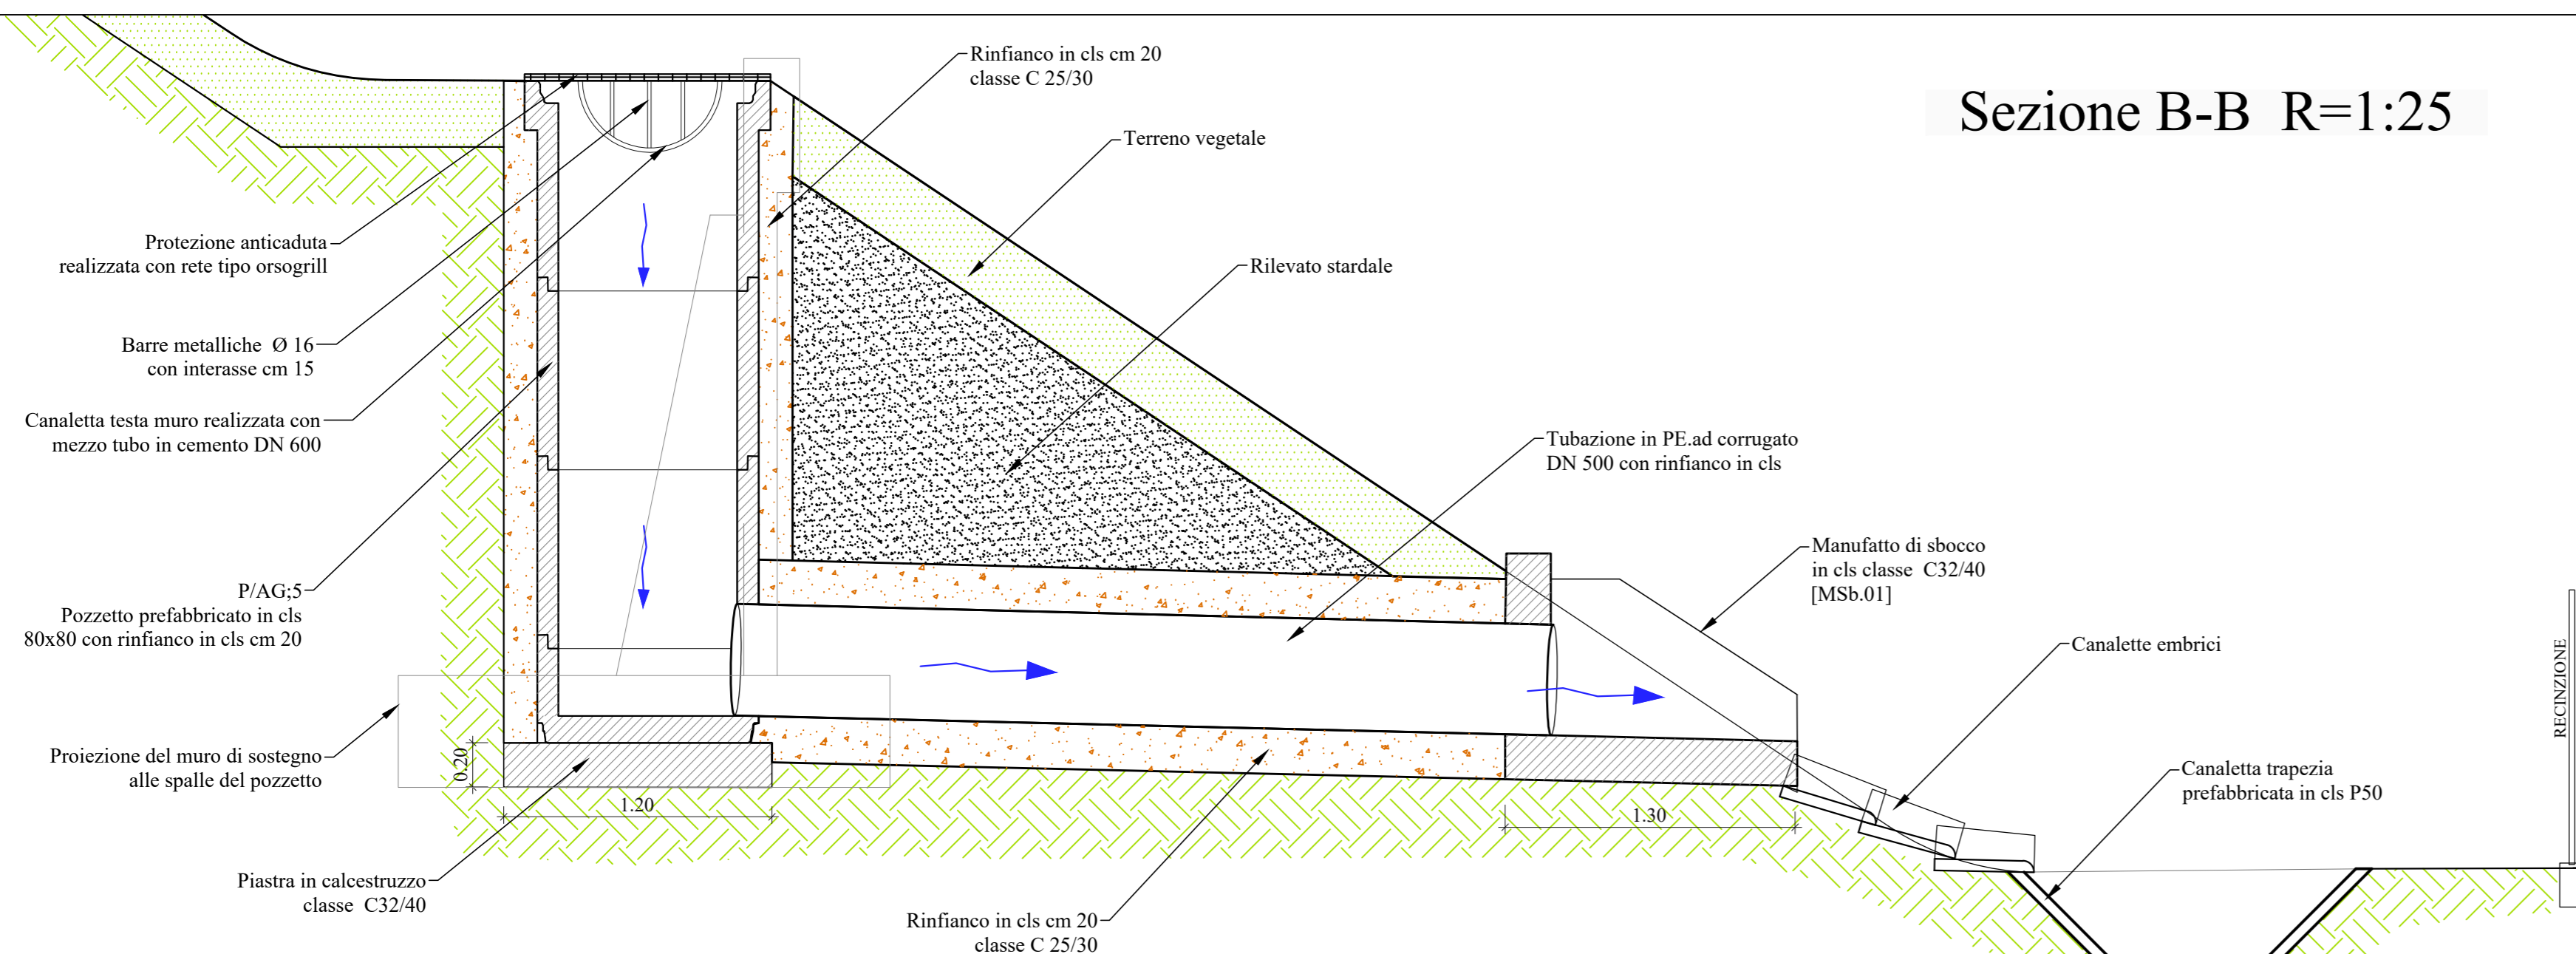 Sezione B-B R=1:25
Rinfianco in cls cm 20
classe C 25/30
Terreno vegetale
Rilevato stardale
Protezione anticaduta
realizzata con rete tipo orsogrill
Barre metalliche Ø 16
con interasse cm 15
Canaletta testa muro realizzata con
mezzo tubo in cemento DN 600
Tubazione in PE.ad corrugato
DN 500 con rinfianco in cls
P/AG;5
Pozzetto prefabbricato in cls
80x80 con rinfianco in cls cm 20
Manufatto di sbocco
in cls classe C32/40
[MSb.01]
Canalette embrici
RECINZIONE
Proiezione del muro di sostegno
alle spalle del pozzetto
0.20
1.20
1.30
Canaletta trapezia
prefabbricata in cls P50
Piastra in calcestruzzo
classe C32/40
Rinfianco in cls cm 20
classe C 25/30